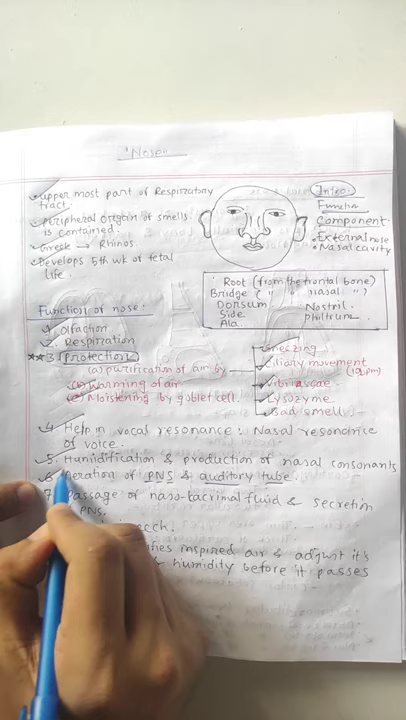 "Nose"
upper most part of Respiratory tract.
peripheral organ of smells is contained.
Greek → Rhinos.
Develops 5th wk of fetal life.
Intro.
Function
Component
External nose
Nasal cavity
Root (from the frontal bone)
Bridge ( " " nasal " )
Dorsum Nostril.
Side Philtrum
Ala
Function of nose:
1. Olfaction
2. Respiration
3. Protection
(a) purification of air by
Sneezing
Ciliary movement
Vibrissae
Lysozyme
Bad smell
(b) Warming of air
(c) Moistening by goblet cell.
4. Help in vocal resonance. Nasal resonance
of voice.
5. Humidification & production of nasal consonants
6. Aeration of PNS & auditory tube.
7. Passage of naso-lacrimal fluid & secretion
PNS.
speech.
inspired air & adjust it's
& humidity before it passes